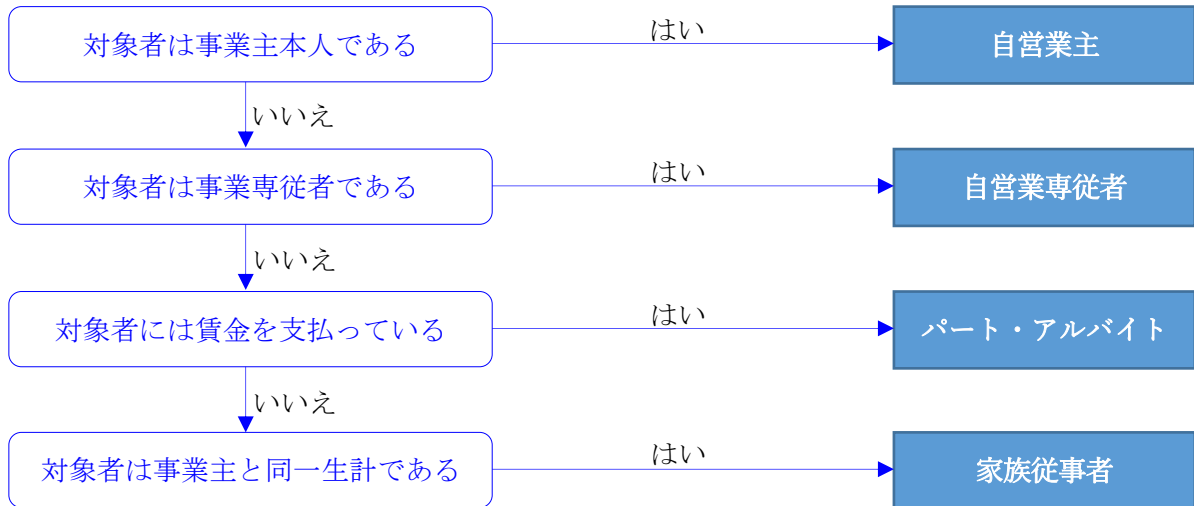 対象者は事業主本人である
はい
自営業主
いいえ
対象者は事業専従者である
はい
自営業専従者
いいえ
対象者には賃金を支払っている
はい
パート・アルバイト
いいえ
対象者は事業主と同一生計である
はい
家族従事者